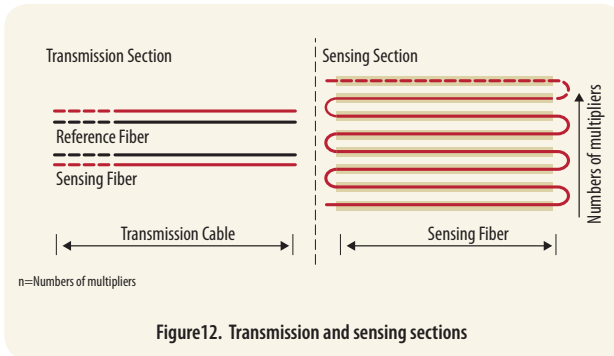 Transmission Section
Sensing Section
Reference Fiber
Sensing Fiber
Numbers of multipliers
Transmission Cable
Sensing Fiber
n=Numbers of multipliers
Figure12. Transmission and sensing sections